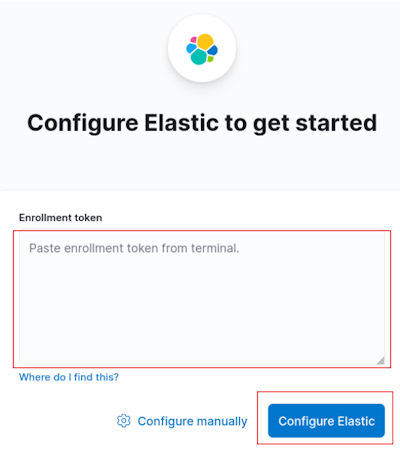 Configure Elastic to get started
Enrollment token
Paste enrollment token from terminal.
Where do I find this?
Configure manually
Configure Elastic